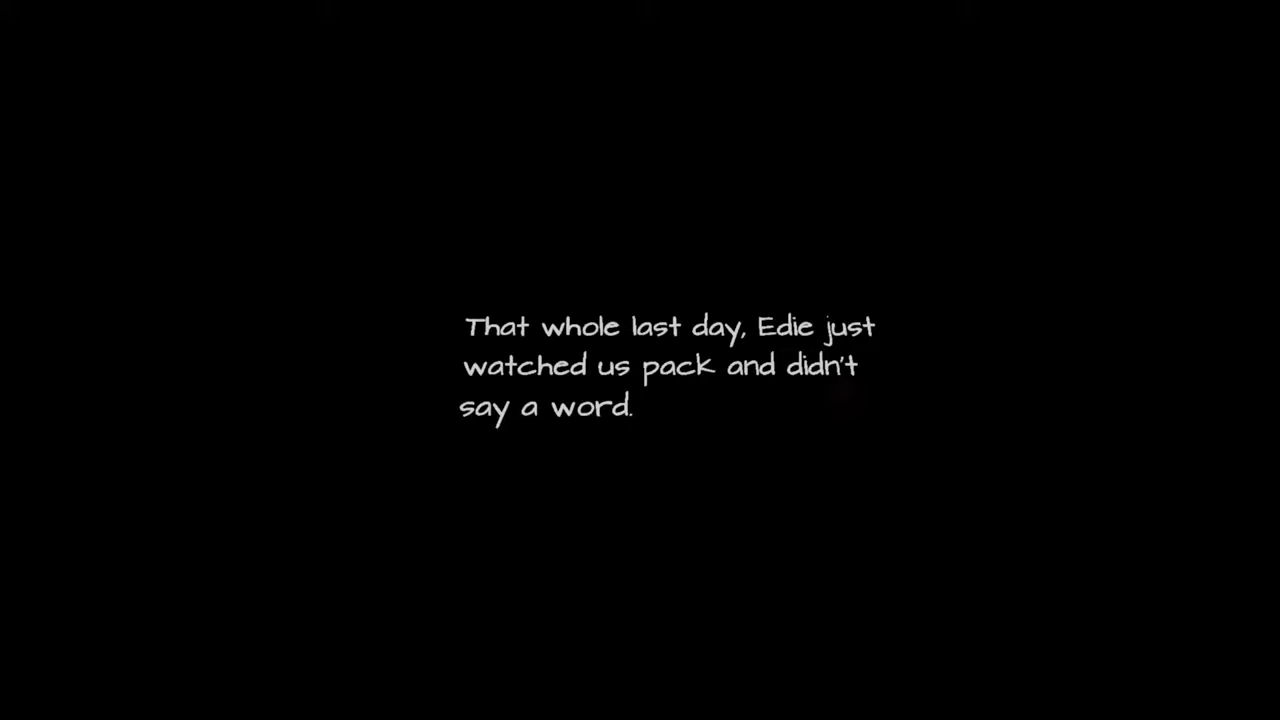 That whole last day, Edie just
watched us pack and didn't
say a word.